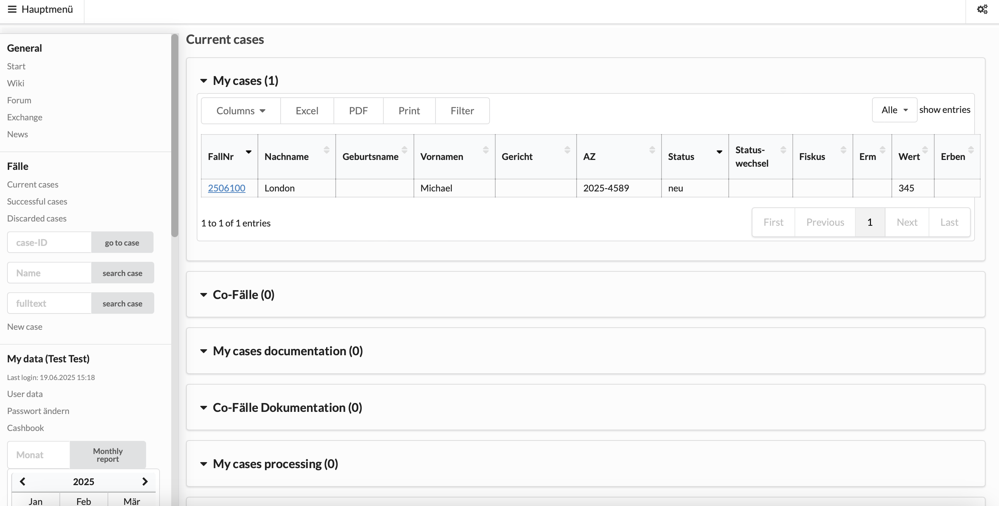 Hauptmenü
General
Start
Wiki
Forum
Exchange
News
Fälle
Current cases
Successful cases
Discarded cases
case-ID go to case
Name search case
fulltext search case
New case
My data (Test Test)
Last login: 19.06.2025 15:18
User data
Passwort ändern
Cashbook
Monat Monthly
report
2025
Jan Feb Mär
Current cases
My cases (1)
Columns Excel PDF Print Filter Alle show entries
FallNr Nachname Geburtsname Vornamen Gericht AZ Status Status-
wechsel Fiskus Erm Wert Erben
2506100 London Michael 2025-4589 neu 345
1 to 1 of 1 entries First Previous 1 Next Last
Co-Fälle (0)
My cases documentation (0)
Co-Fälle Dokumentation (0)
My cases processing (0)